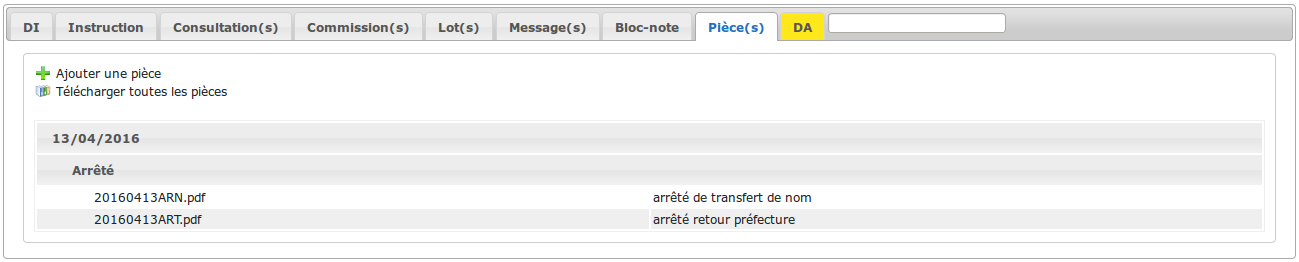 DI Instruction Consultation(s) Commission(s) Lot(s) Message(s) Bloc-note Pièce(s) DA
Ajouter une pièce
Télécharger toutes les pièces
13/04/2016
Arrêté
20160413ARN.pdf arrêté de transfert de nom
20160413ART.pdf arrêté retour préfecture